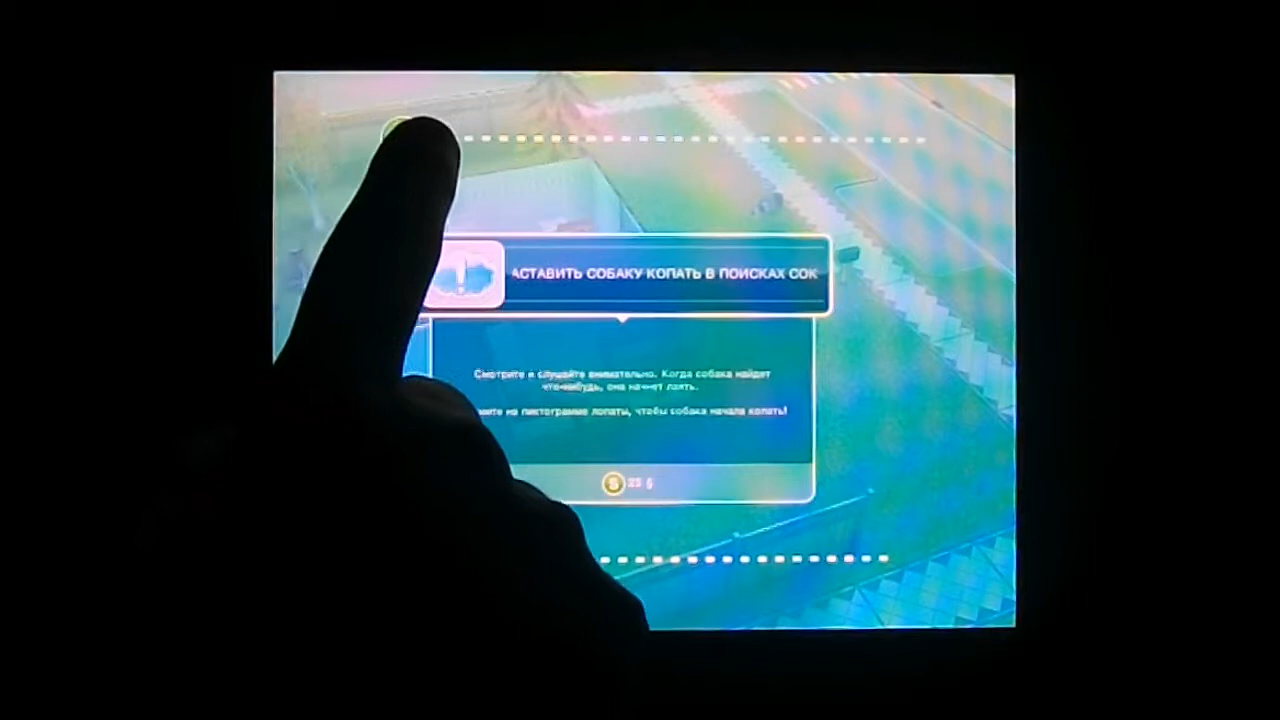 АСТАВИТЬ СОБАКУ КОПАТЬ В ПОИСКАХ СОК
Смотрите и слушайте внимательно. Когда собака найдет
что-нибудь, она начнет лаять.
мите на пиктограмме лопаты, чтобы собака начала копать!
S 23 §